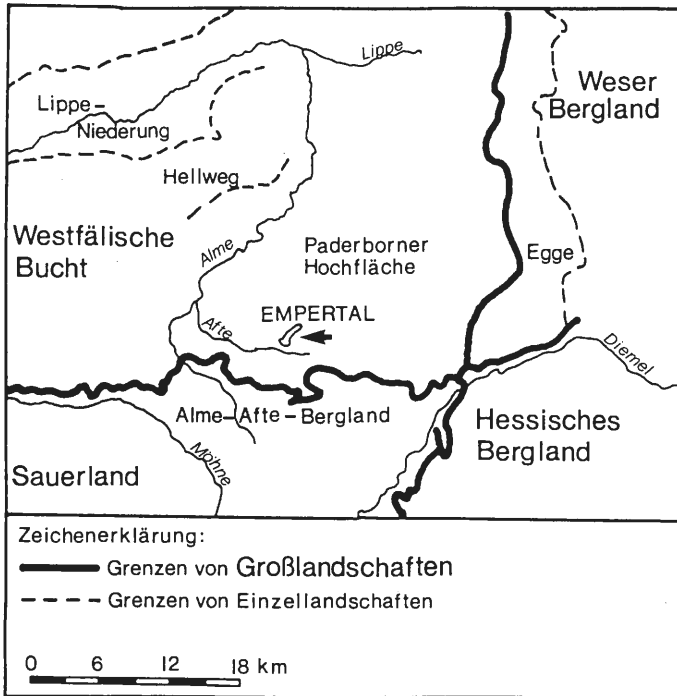 Lippe
Weser
Bergland
Lippe-
Niederung
Hellweg
Westfälische
Bucht
Alme
Paderborner
Hochfläche
Egge
EMPERTAL
Afte
Diemel
Alme-Afte-Bergland
Hessisches
Bergland
Möhne
Sauerland
Zeichenerklärung:
Grenzen von Großlandschaften
Grenzen von Einzellandschaften
0 6 12 18 km